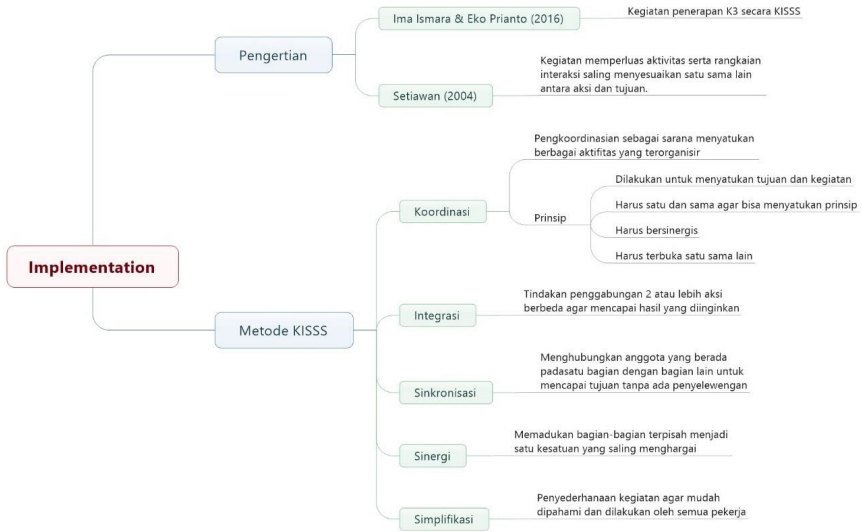 Implementation
Pengertian
Ima Ismara & Eko Prianto (2016)
Kegiatan penerapan K3 secara KISSS
Setiawan (2004)
Kegiatan memperluas aktivitas serta rangkaian
interaksi saling menyesuaikan satu sama lain
antara aksi dan tujuan.
Metode KISSS
Koordinasi
Pengkoordinasian sebagai sarana menyatukan
berbagai aktifitas yang terorganisir
Prinsip
Dilakukan untuk menyatukan tujuan dan kegiatan
Harus satu dan sama agar bisa menyatukan prinsip
Harus bersinergis
Harus terbuka satu sama lain
Integrasi
Tindakan penggabungan 2 atau lebih aksi
berbeda agar mencapai hasil yang diinginkan
Sinkronisasi
Menghubungkan anggota yang berada
padasatu bagian dengan bagian lain untuk
mencapai tujuan tanpa ada penyelewengan
Sinergi
Memadukan bagian-bagian terpisah menjadi
satu kesatuan yang saling menghargai
Simplifikasi
Penyederhanaan kegiatan agar mudah
dipahami dan dilakukan oleh semua pekerja